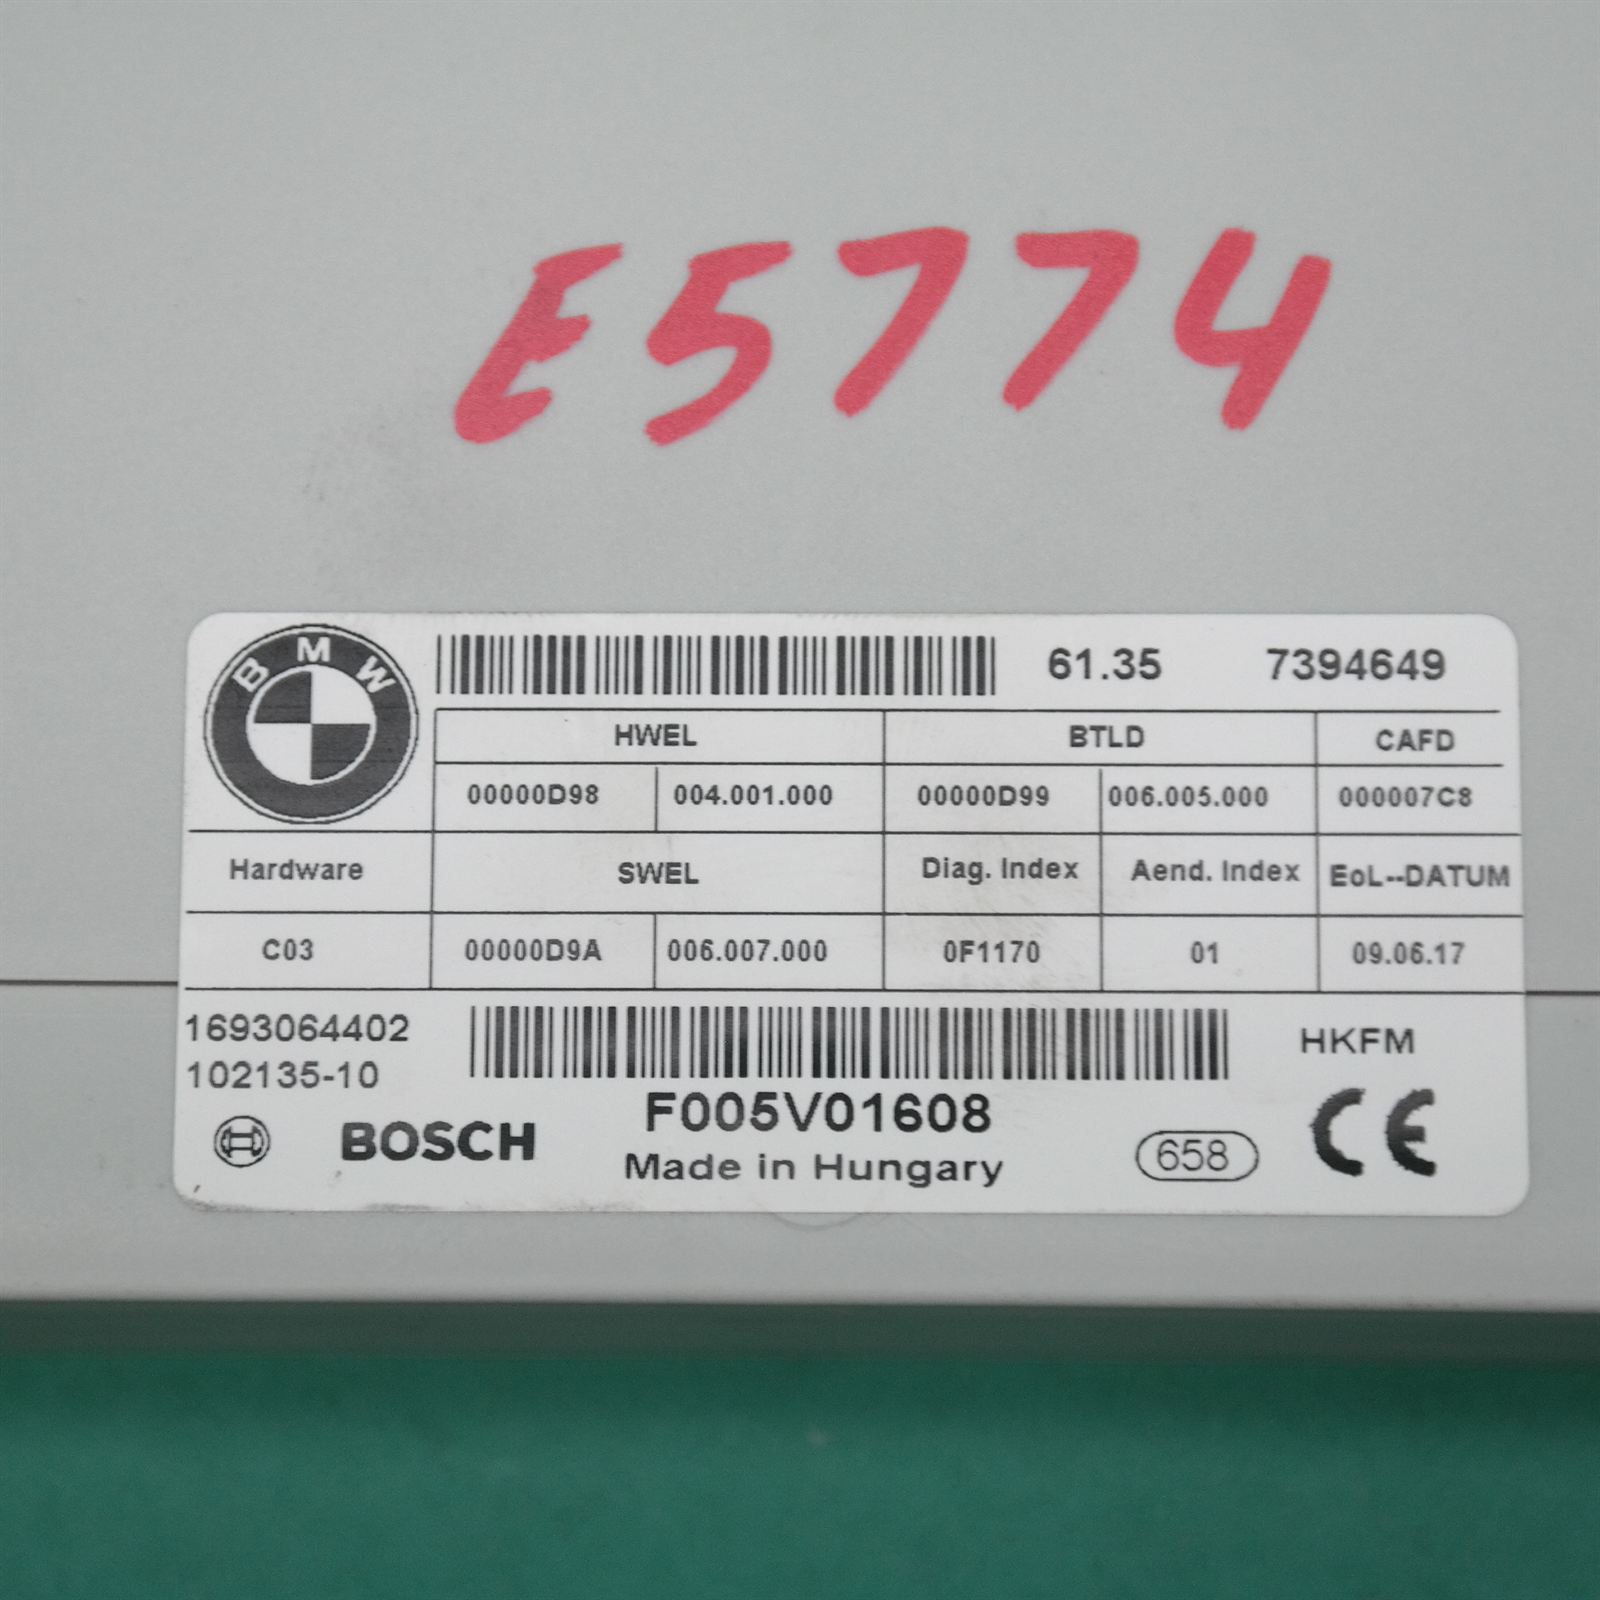 E5774
BMW 61.35 7394649
HWEL BTLD CAFD
00000D98 004.001.000 00000D99 006.005.000 000007C8
Hardware SWEL Diag. Index Aend. Index EoL--DATUM
C03 00000D9A 006.007.000 0F1170 01 09.06.17
1693064402 HKFM
102135-10
BOSCH F005V01608 658 CE
Made in Hungary